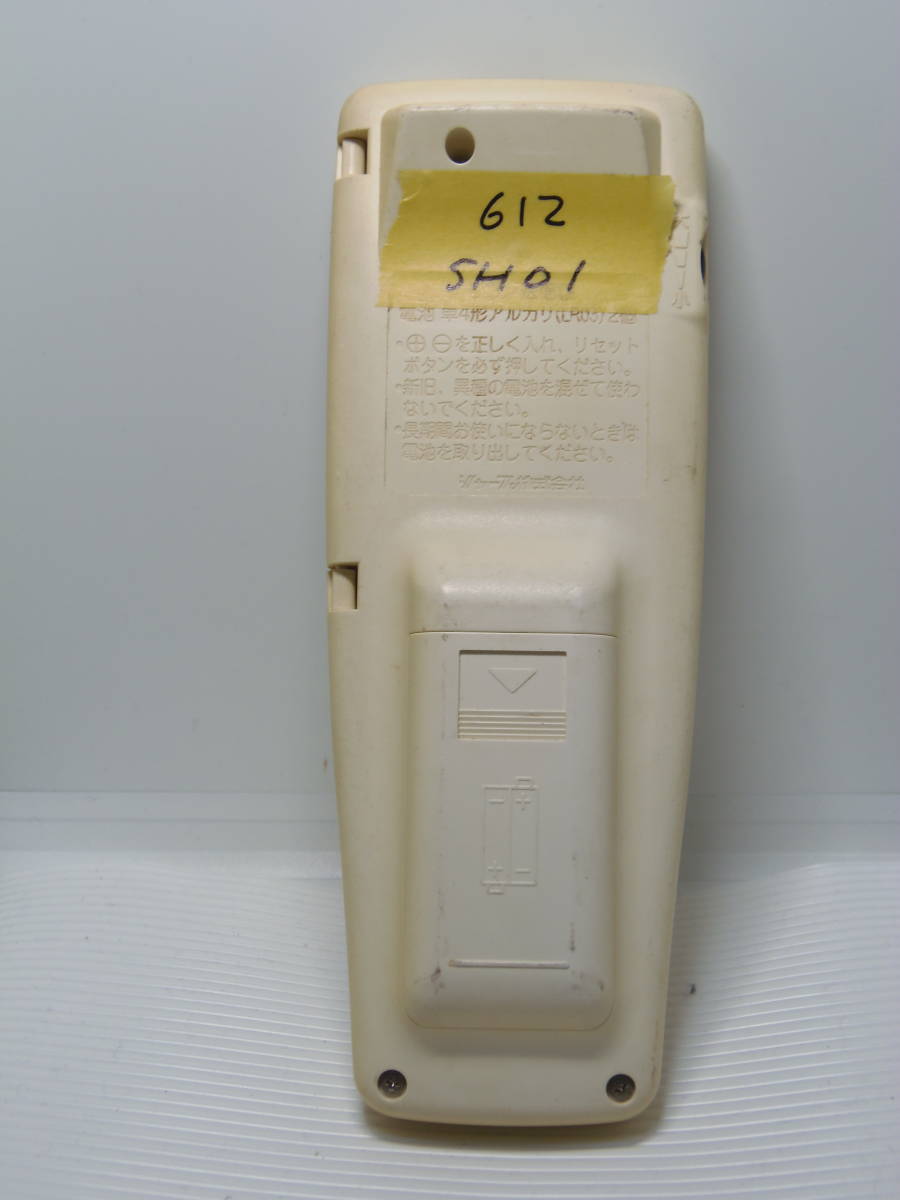 612
SH01
電池 単4形アルカリ(LR03)2個
・⊕ ⊖を正しく入れ、リセット
ボタンを必ず押してください。
・新旧、異種の電池を混ぜて使わ
ないでください。
・長期間お使いにならないときは
電池を取り出してください。
シャープ株式会社
小
- +
+ -